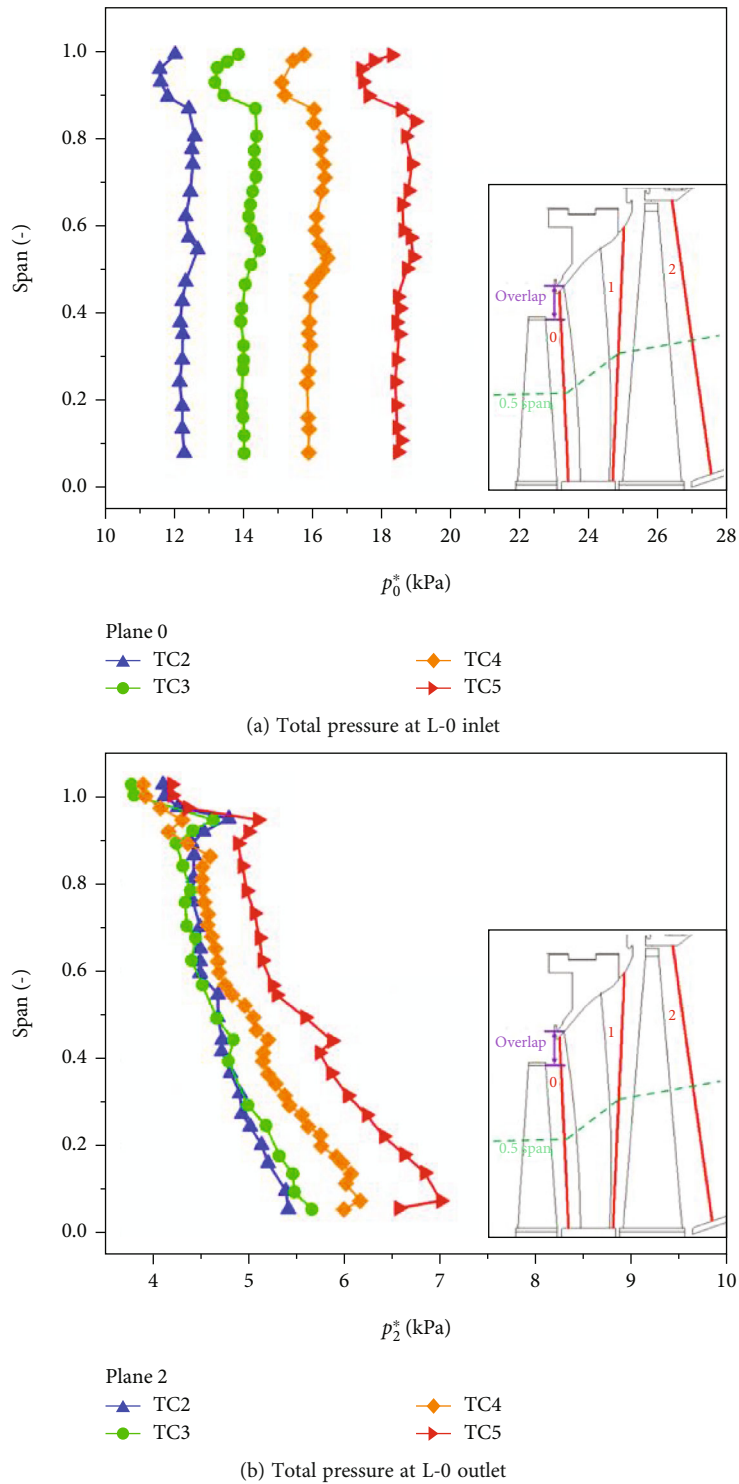 1.0
0.8
0.6
0.4
0.2
0.0
Span (-)
Overlap
0
1
2
0.5 span
10 12 14 16 18 20 22 24 26 28
p₀* (kPa)
Plane 0
TC2 TC4
TC3 TC5
(a) Total pressure at L-0 inlet
1.0
0.8
0.6
0.4
0.2
0.0
Span (-)
Overlap
0
1
2
0.5 span
4 5 6 7 8 9 10
p₂* (kPa)
Plane 2
TC2 TC4
TC3 TC5
(b) Total pressure at L-0 outlet